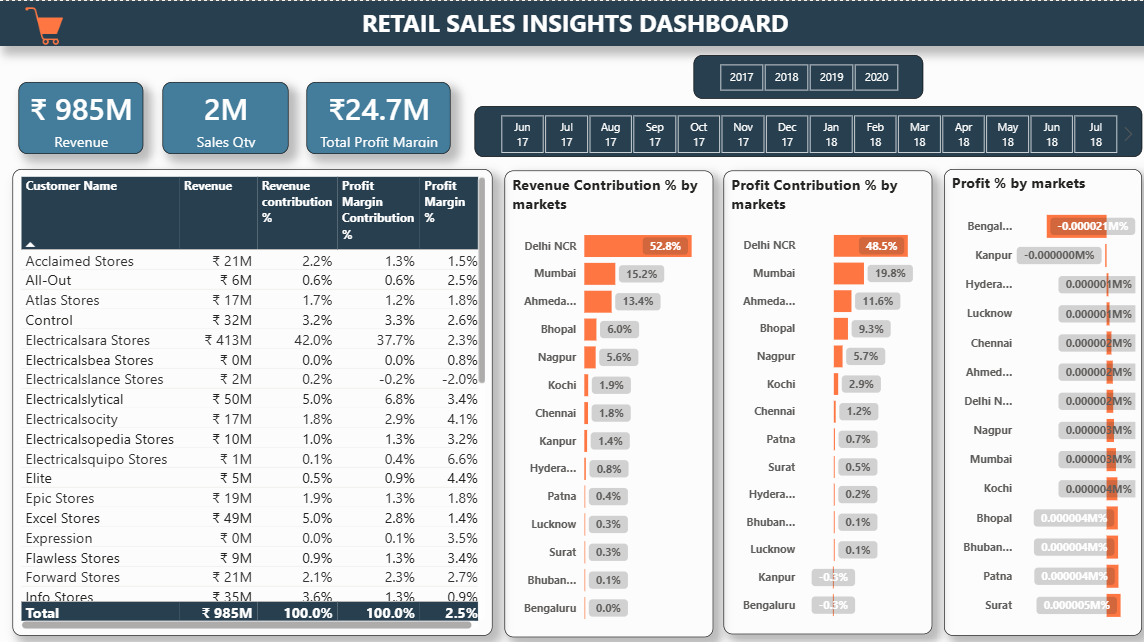 RETAIL SALES INSIGHTS DASHBOARD
2017 2018 2019 2020
₹ 985M
Revenue
2M
Sales Qty
₹24.7M
Total Profit Margin
Jun 17 Jul 17 Aug 17 Sep 17 Oct 17 Nov 17 Dec 17 Jan 18 Feb 18 Mar 18 Apr 18 May 18 Jun 18 Jul 18
Customer Name Revenue Revenue contribution % Profit Margin Contribution % Profit Margin %
Acclaimed Stores ₹ 21M 2.2% 1.3% 1.5%
All-Out ₹ 6M 0.6% 0.6% 2.5%
Atlas Stores ₹ 17M 1.7% 1.2% 1.8%
Control ₹ 32M 3.2% 3.3% 2.6%
Electricalsara Stores ₹ 413M 42.0% 37.7% 2.3%
Electricalsbea Stores ₹ 0M 0.0% 0.0% 0.8%
Electricalslance Stores ₹ 2M 0.2% -0.2% -2.0%
Electricalslytical ₹ 50M 5.0% 6.8% 3.4%
Electricalsocity ₹ 17M 1.8% 2.9% 4.1%
Electricalsopedia Stores ₹ 10M 1.0% 1.3% 3.2%
Electricalsquipo Stores ₹ 1M 0.1% 0.4% 6.6%
Elite ₹ 5M 0.5% 0.9% 4.4%
Epic Stores ₹ 19M 1.9% 1.3% 1.8%
Excel Stores ₹ 49M 5.0% 2.8% 1.4%
Expression ₹ 0M 0.0% 0.1% 3.5%
Flawless Stores ₹ 9M 0.9% 1.3% 3.4%
Forward Stores ₹ 21M 2.1% 2.3% 2.7%
Info Stores ₹ 35M 3.6% 1.3% 0.9%
Total ₹ 985M 100.0% 100.0% 2.5%
Revenue Contribution % by
markets
Delhi NCR 52.8%
Mumbai 15.2%
Ahmeda... 13.4%
Bhopal 6.0%
Nagpur 5.6%
Kochi 1.9%
Chennai 1.8%
Kanpur 1.4%
Hydera... 0.8%
Patna 0.4%
Lucknow 0.3%
Surat 0.3%
Bhuban... 0.1%
Bengaluru 0.0%
Profit Contribution % by
markets
Delhi NCR 48.5%
Mumbai 19.8%
Ahmeda... 11.6%
Bhopal 9.3%
Nagpur 5.7%
Kochi 2.9%
Chennai 1.2%
Patna 0.7%
Surat 0.5%
Hydera... 0.2%
Bhuban... 0.1%
Lucknow 0.1%
Kanpur -0.3%
Bengaluru -0.3%
Profit % by markets
Bengal... -0.000021M%
Kanpur -0.000000M%
Hydera... 0.000001M%
Lucknow 0.000001M%
Chennai 0.000002M%
Ahmed... 0.000002M%
Delhi N... 0.000002M%
Nagpur 0.000003M%
Mumbai 0.000003M%
Kochi 0.000004M%
Bhopal 0.000004M%
Bhuban... 0.000004M%
Patna 0.000004M%
Surat 0.000005M%